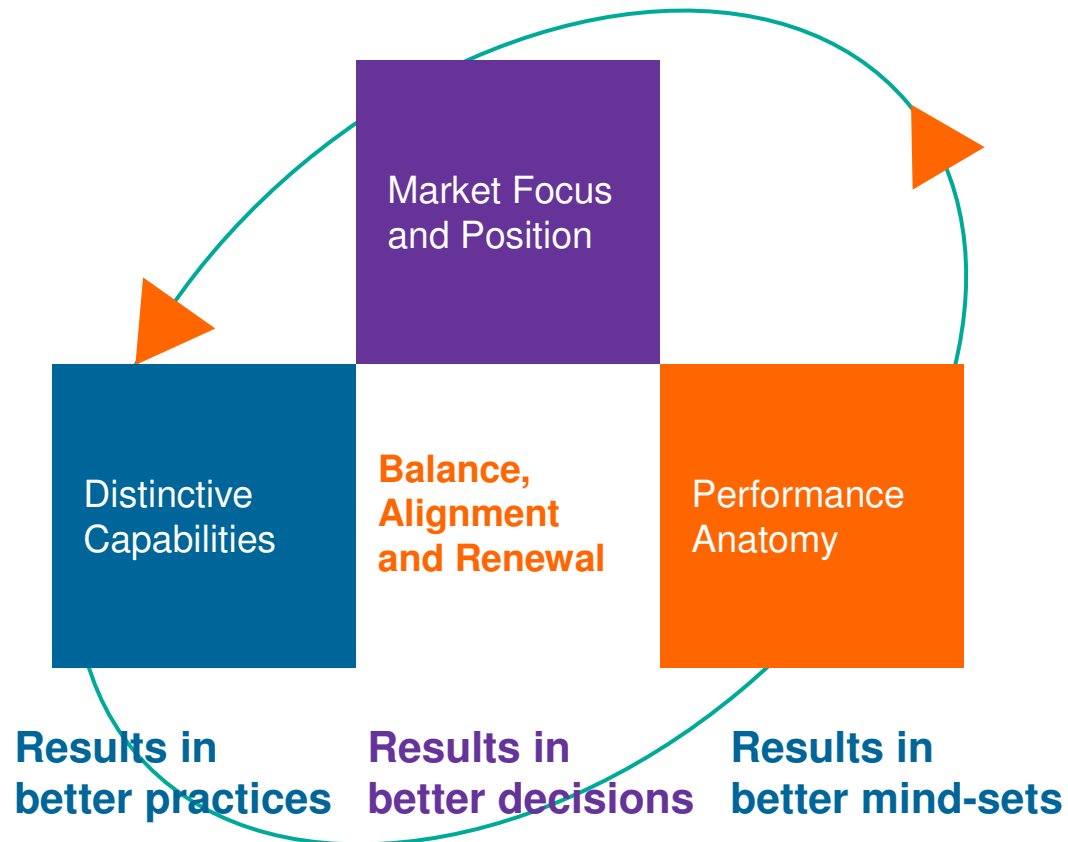 Market Focus
and Position
Distinctive
Capabilities
Balance,
Alignment
and Renewal
Performance
Anatomy
Results in
better practices
Results in
better decisions
Results in
better mind-sets